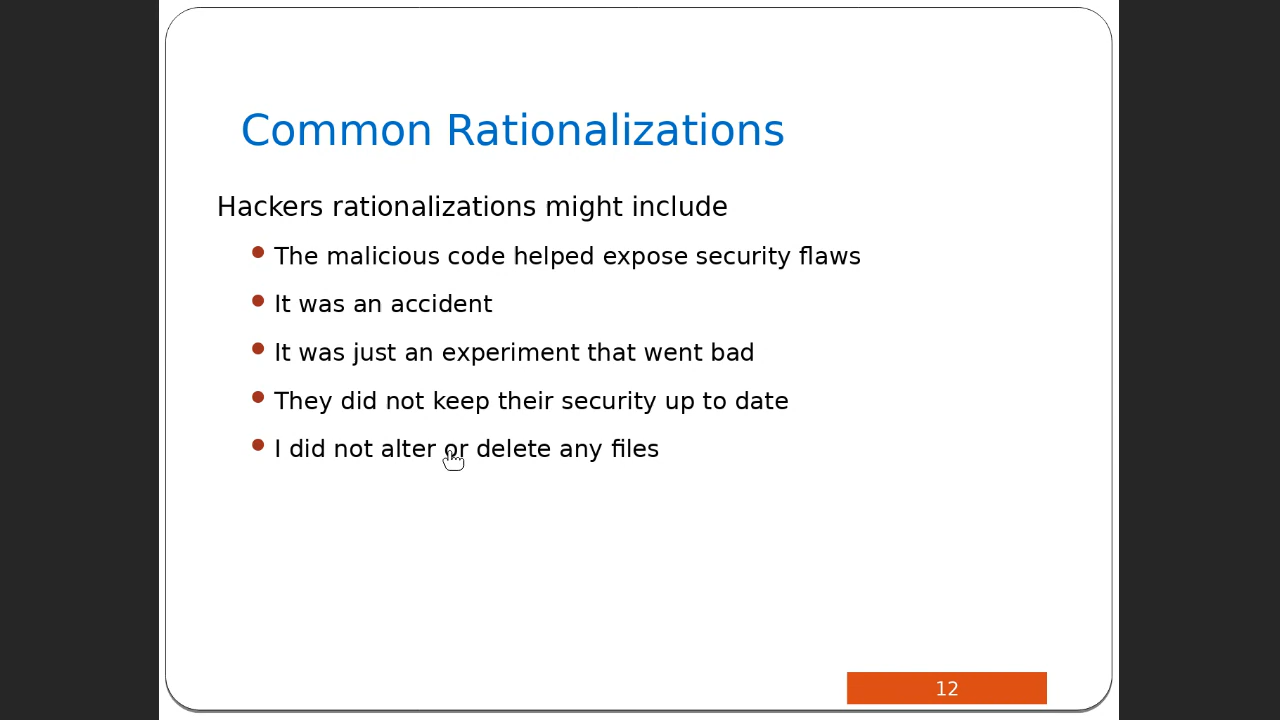 Common Rationalizations
Hackers rationalizations might include
The malicious code helped expose security flaws
It was an accident
It was just an experiment that went bad
They did not keep their security up to date
I did not alter or delete any files
12